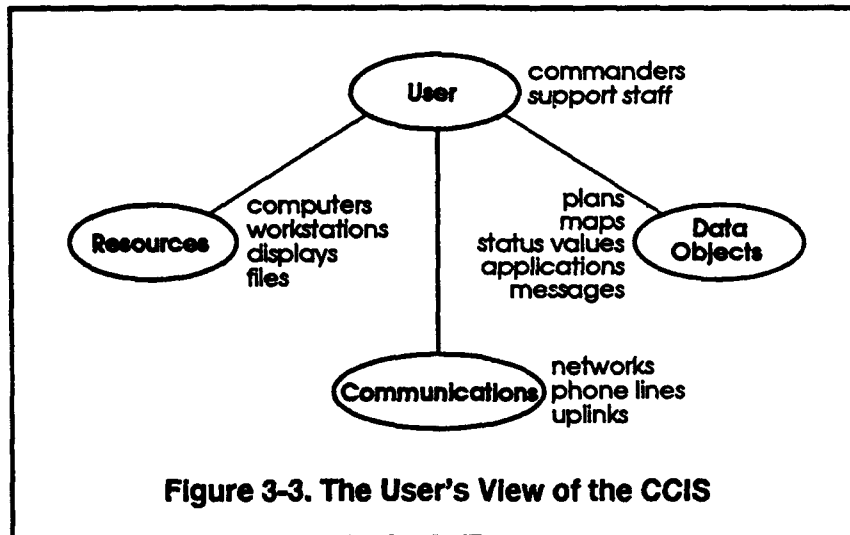 User
commanders
support staff
Resources
computers
workstations
displays
files
plans
maps
status values
applications
messages
Data
Objects
Communications
networks
phone lines
uplinks
Figure 3-3. The User's View of the CCIS